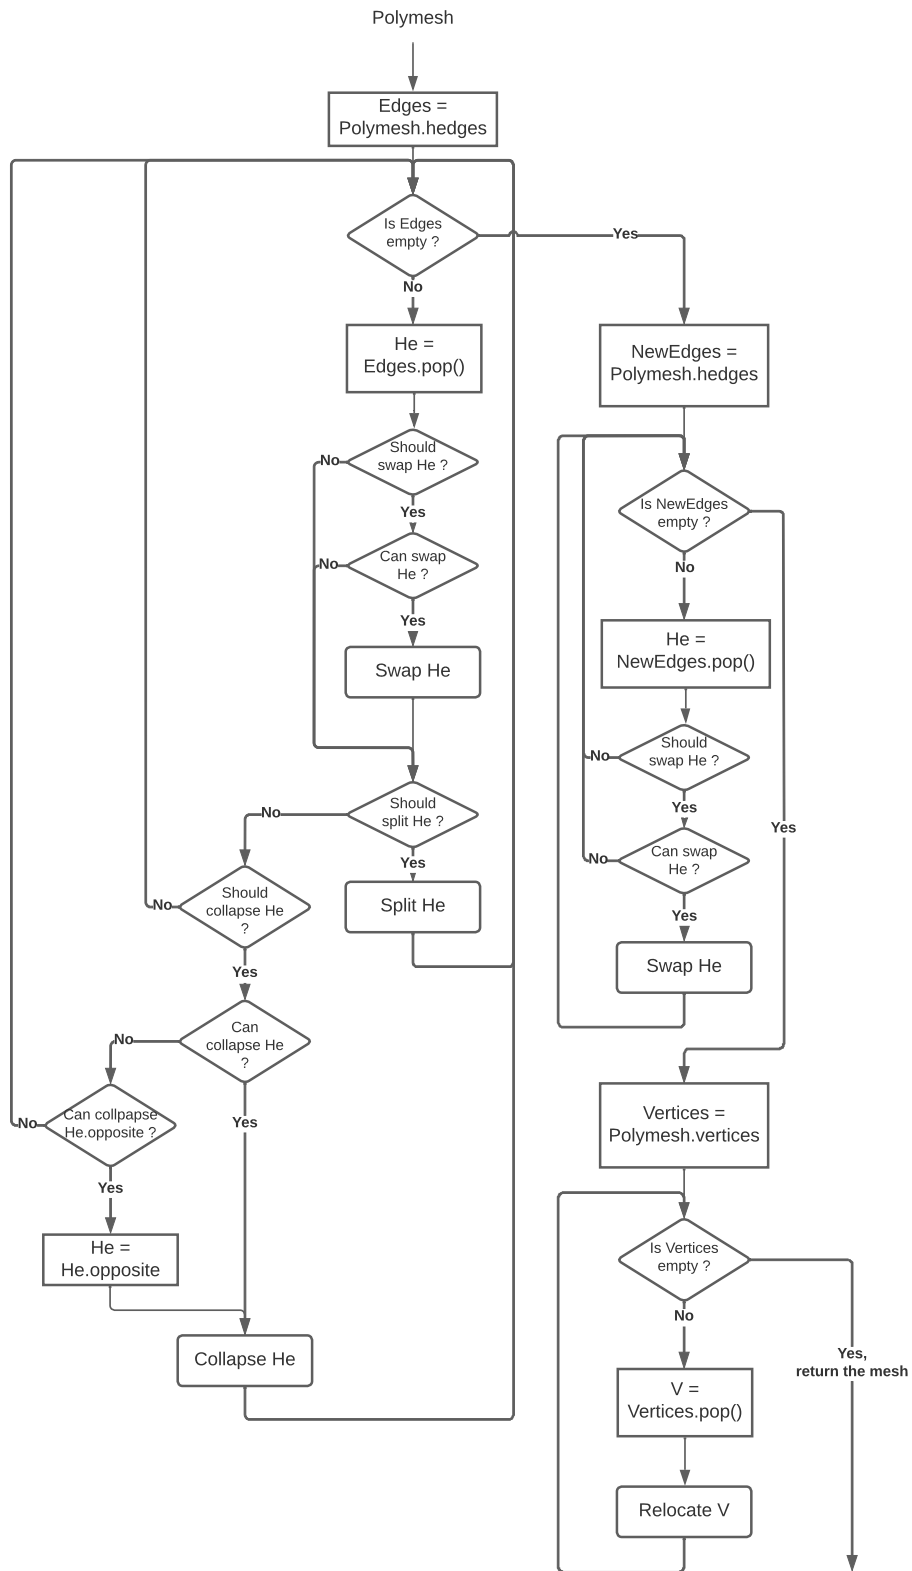 Polymesh
Edges =
Polymesh.hedges
Is Edges
empty ?
Yes
No
He =
Edges.pop()
Should
swap He ?
No
Yes
Can swap
He ?
No
Yes
Swap He
Should
split He ?
No
Yes
Split He
Should
collapse He
?
No
Yes
Can
collapse He
?
No
Yes
Can collpapse
He.opposite ?
No
Yes
He =
He.opposite
Collapse He
NewEdges =
Polymesh.hedges
Is NewEdges
empty ?
No
Yes
He =
NewEdges.pop()
Should
swap He ?
No
Yes
Can swap
He ?
No
Yes
Swap He
Vertices =
Polymesh.vertices
Is Vertices
empty ?
No
Yes,
return the mesh
V =
Vertices.pop()
Relocate V